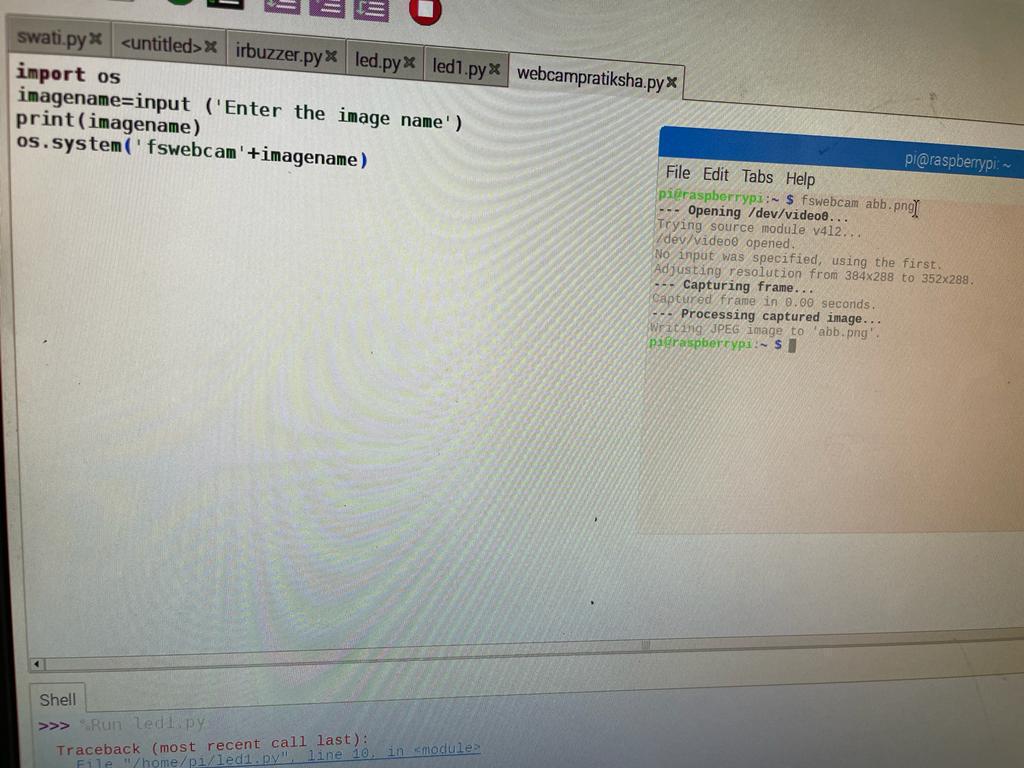 swati.py <untitled> irbuzzer.py led.py led1.py webcampratiksha.py
import os
imagename=input ('Enter the image name')
print(imagename)
os.system('fswebcam'+imagename)
pi@raspberrypi: ~
File Edit Tabs Help
pi@raspberrypi:~ $ fswebcam abb.png
--- Opening /dev/video0...
Trying source module v4l2...
/dev/video0 opened.
No input was specified, using the first.
Adjusting resolution from 384x288 to 352x288.
--- Capturing frame...
Captured frame in 0.00 seconds.
--- Processing captured image...
Writing JPEG image to 'abb.png'.
pi@raspberrypi:~ $
Shell
>>> %Run led1.py
Traceback (most recent call last):
File "/home/pi/led1.py", line 10, in <module>